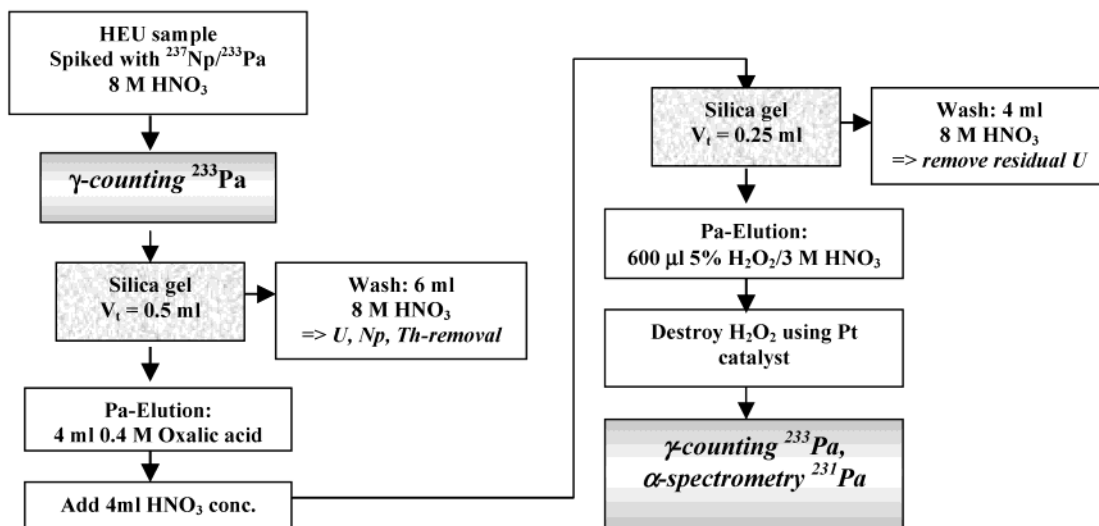 HEU sample
Spiked with ²³⁷Np/²³³Pa
8 M HNO₃
γ-counting ²³³Pa
Silica gel
Vₜ = 0.5 ml
Wash: 6 ml
8 M HNO₃
=> U, Np, Th-removal
Pa-Elution:
4 ml 0.4 M Oxalic acid
Add 4ml HNO₃ conc.
Silica gel
Vₜ = 0.25 ml
Wash: 4 ml
8 M HNO₃
=> remove residual U
Pa-Elution:
600 μl 5% H₂O₂/3 M HNO₃
Destroy H₂O₂ using Pt
catalyst
γ-counting ²³³Pa,
α-spectrometry ²³¹Pa